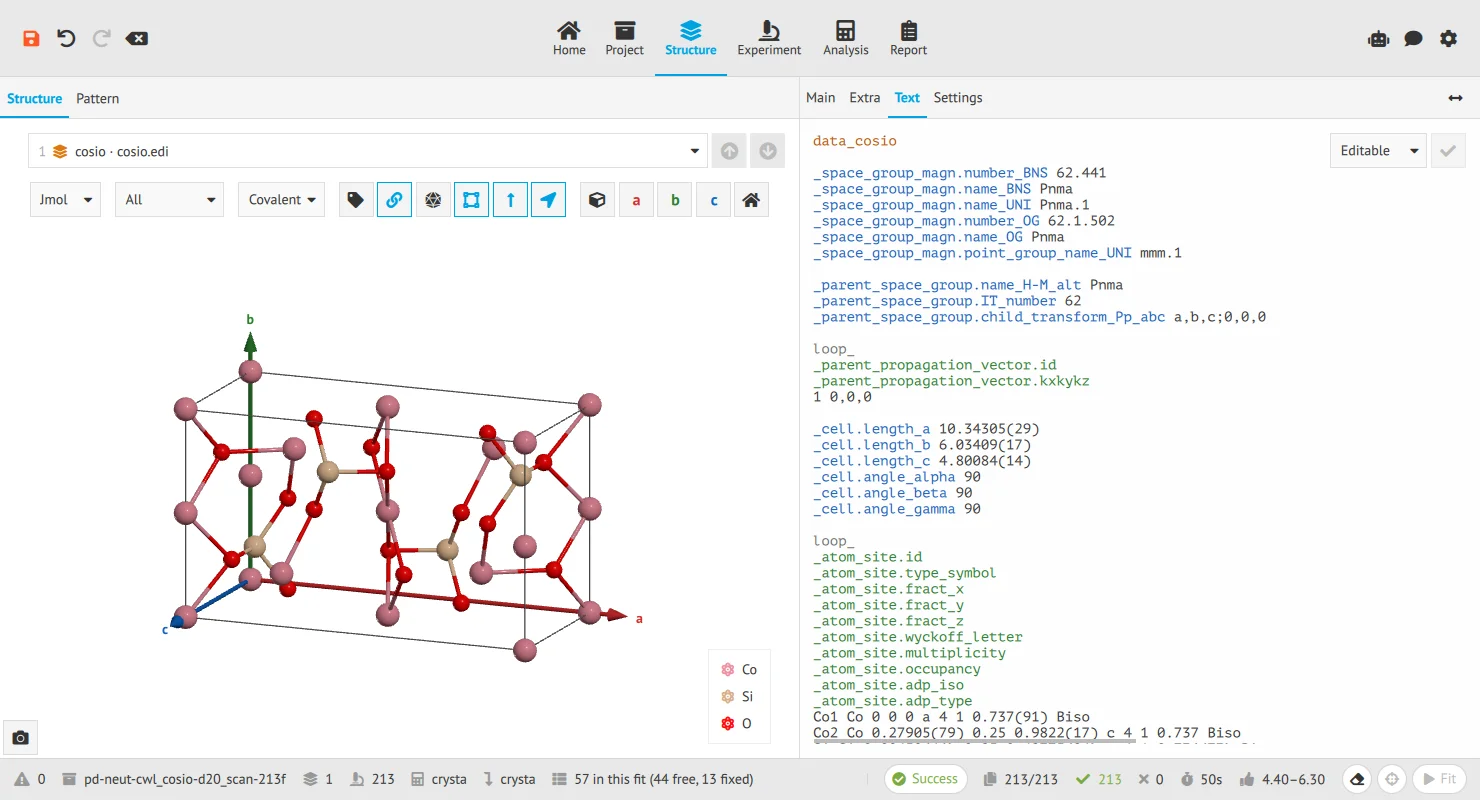 Home
Project
Structure
Experiment
Analysis
Report
Structure
Pattern
Main
Extra
Text
Settings
1 cosio · cosio.edi
Jmol
All
Covalent
a
b
c
b
a
c
Co
Si
O
Editable
data_cosio
_space_group_magn.number_BNS 62.441
_space_group_magn.name_BNS Pnma
_space_group_magn.name_UNI Pnma.1
_space_group_magn.number_OG 62.1.502
_space_group_magn.name_OG Pnma
_space_group_magn.point_group_name_UNI mmm.1
_parent_space_group.name_H-M_alt Pnma
_parent_space_group.IT_number 62
_parent_space_group.child_transform_Pp_abc a,b,c;0,0,0
loop_
_parent_propagation_vector.id
_parent_propagation_vector.kxkykz
1 0,0,0
_cell.length_a 10.34305(29)
_cell.length_b 6.03409(17)
_cell.length_c 4.80084(14)
_cell.angle_alpha 90
_cell.angle_beta 90
_cell.angle_gamma 90
loop_
_atom_site.id
_atom_site.type_symbol
_atom_site.fract_x
_atom_site.fract_y
_atom_site.fract_z
_atom_site.wyckoff_letter
_atom_site.multiplicity
_atom_site.occupancy
_atom_site.adp_iso
_atom_site.adp_type
Co1 Co 0 0 0 a 4 1 0.737(91) Biso
Co2 Co 0.27905(79) 0.25 0.9822(17) c 4 1 0.737 Biso
0
pd-neut-cwl_cosio-d20_scan-213f
1
213
crysta
crysta
57 in this fit (44 free, 13 fixed)
Success
213/213
213
0
50s
4.40–6.30
Fit